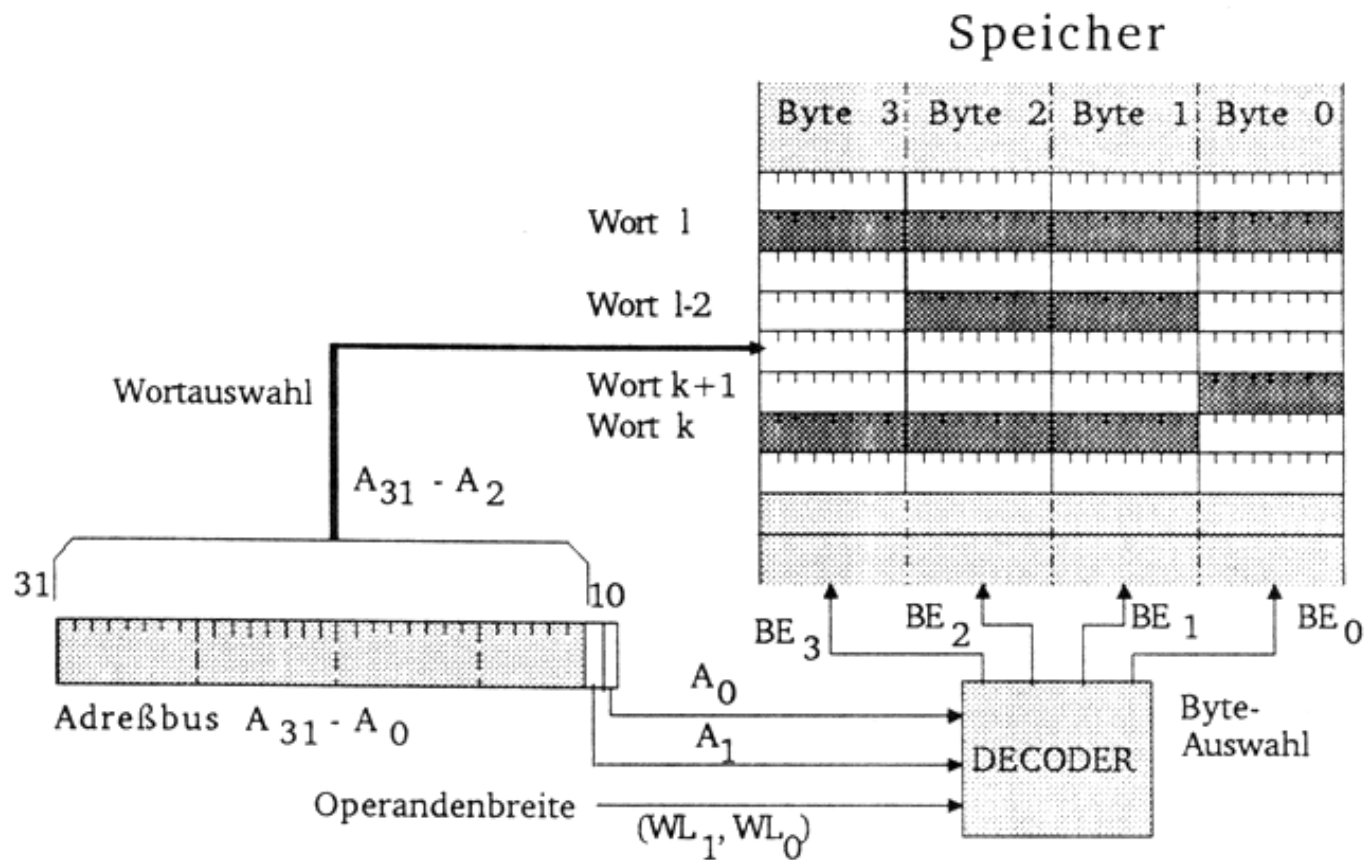 Speicher
Byte 3 Byte 2 Byte 1 Byte 0
Wort l
Wort l-2
Wortauswahl
Wort k+1
Wort k
A31 - A2
31
10
BE3 BE2 BE1 BE0
A0
Adreßbus A31 - A0
Byte-
Auswahl
A1
DECODER
Operandenbreite
(WL1, WL0)